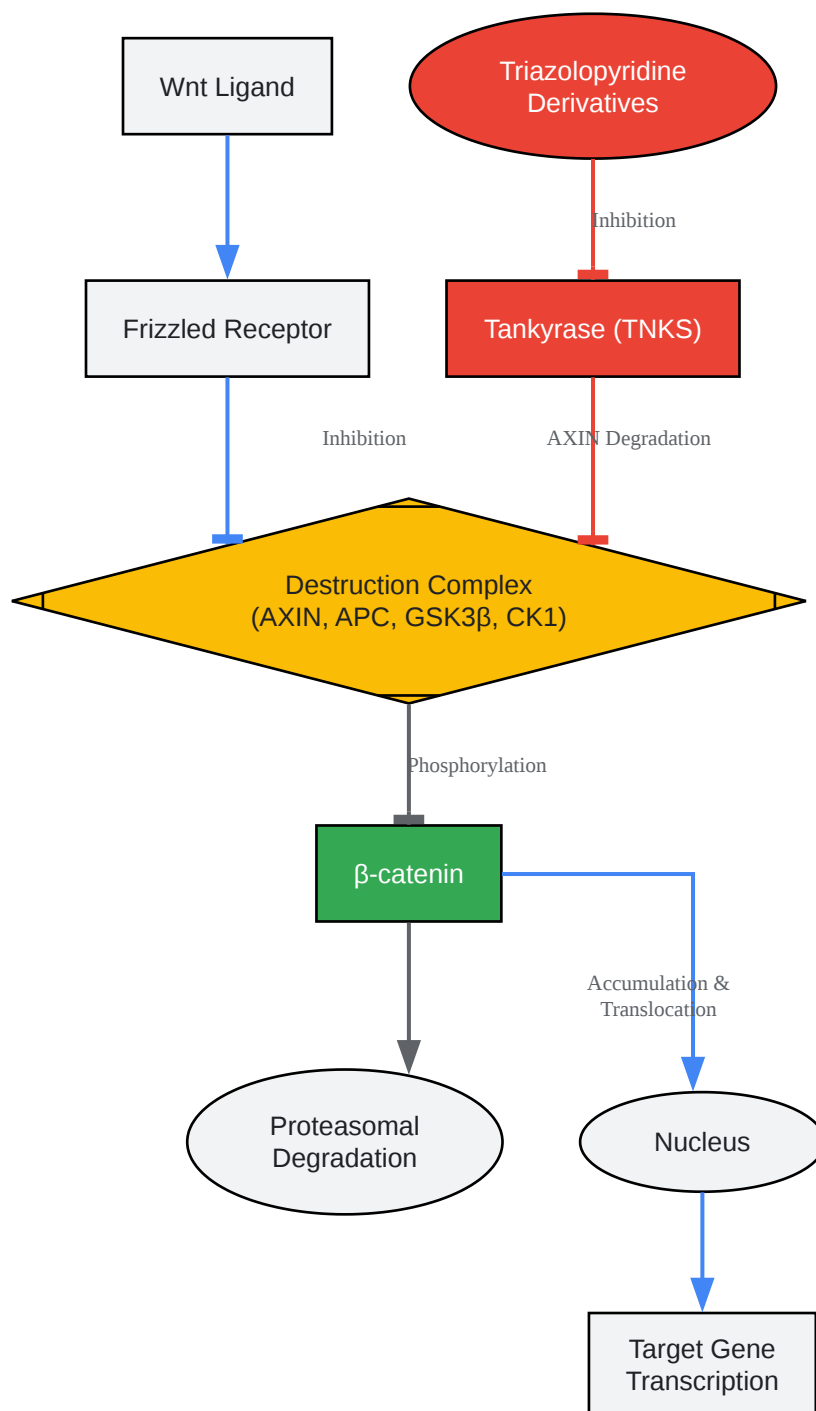 Wnt Ligand
Triazolopyridine
Derivatives
Inhibition
Frizzled Receptor
Tankyrase (TNKS)
Inhibition
AXIN Degradation
Destruction Complex
(AXIN, APC, GSK3β, CK1)
Phosphorylation
β-catenin
Accumulation &
Translocation
Proteasomal
Degradation
Nucleus
Target Gene
Transcription